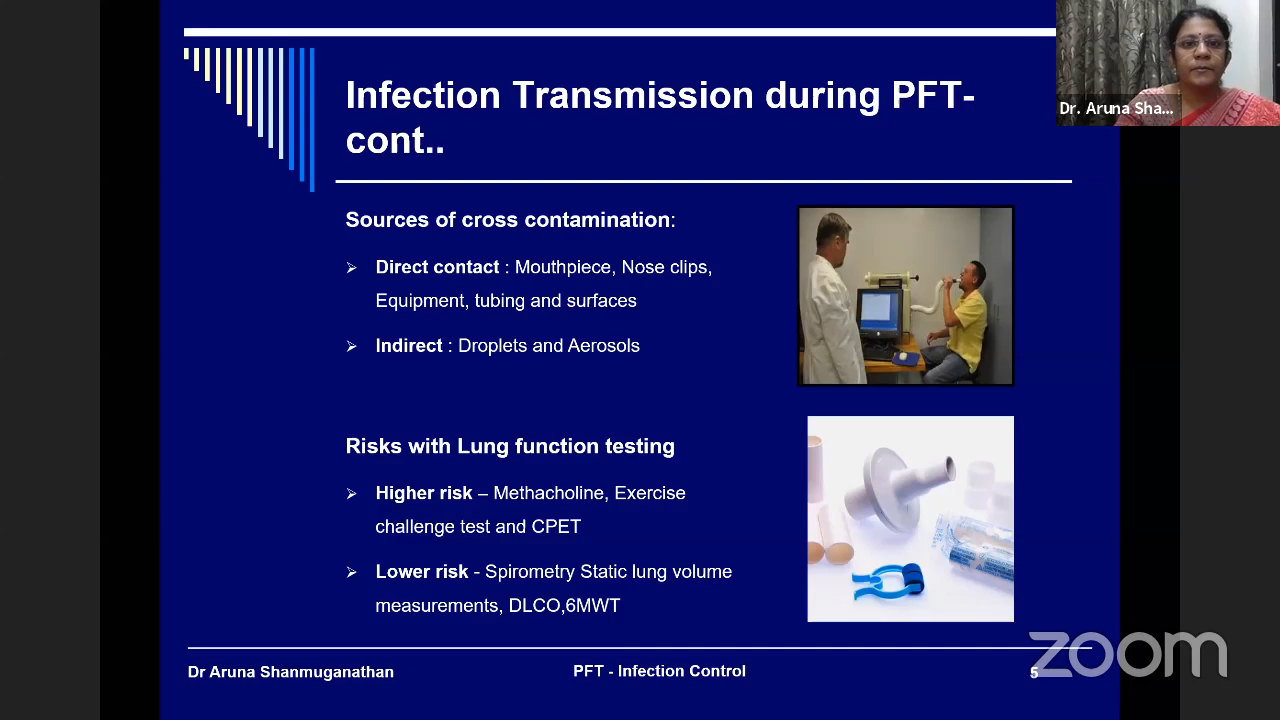 Infection Transmission during PFT-
cont..
Dr. Aruna Sha...
Sources of cross contamination:
Direct contact : Mouthpiece, Nose clips,
Equipment, tubing and surfaces
Indirect : Droplets and Aerosols
Risks with Lung function testing
Higher risk – Methacholine, Exercise
challenge test and CPET
Lower risk - Spirometry Static lung volume
measurements, DLCO,6MWT
Dr Aruna Shanmuganathan
PFT - Infection Control
5
zoom